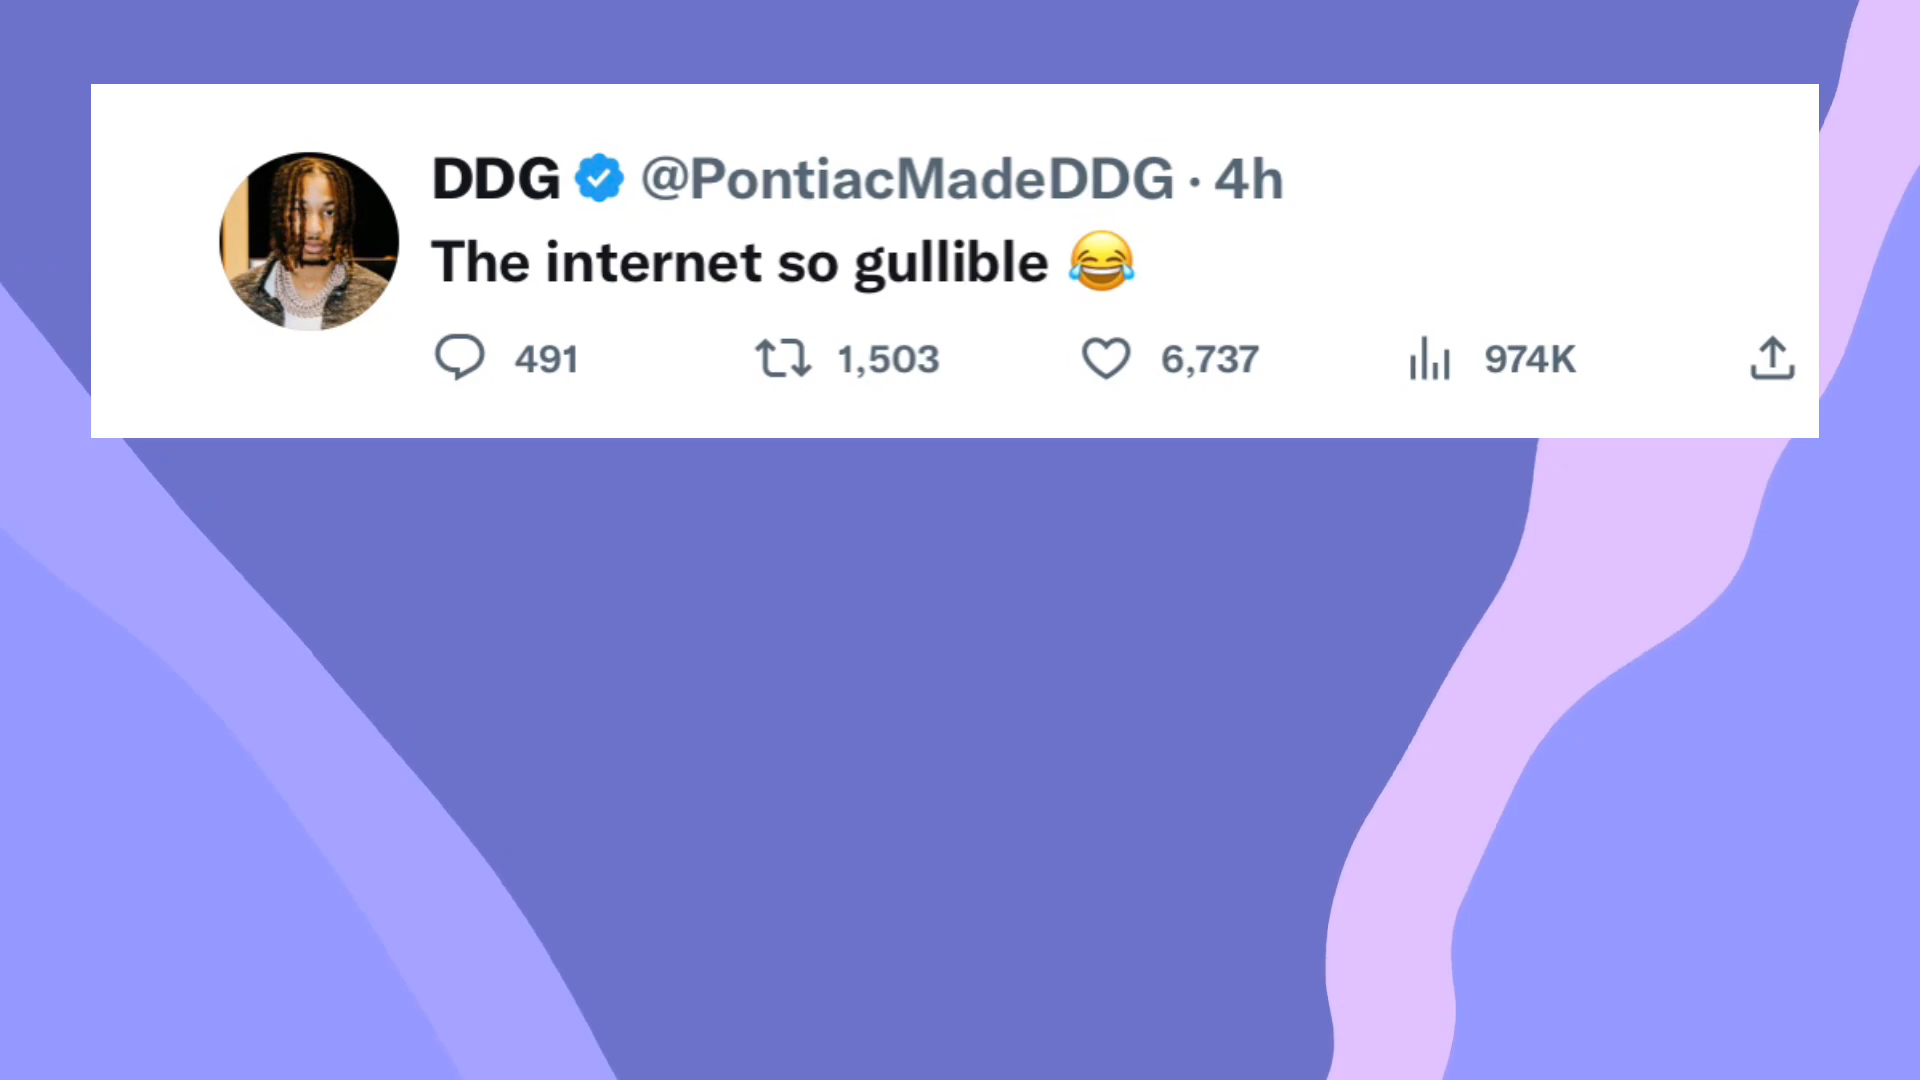 DDG @PontiacMadeDDG · 4h
The internet so gullible 😂
491 1,503 6,737 974K